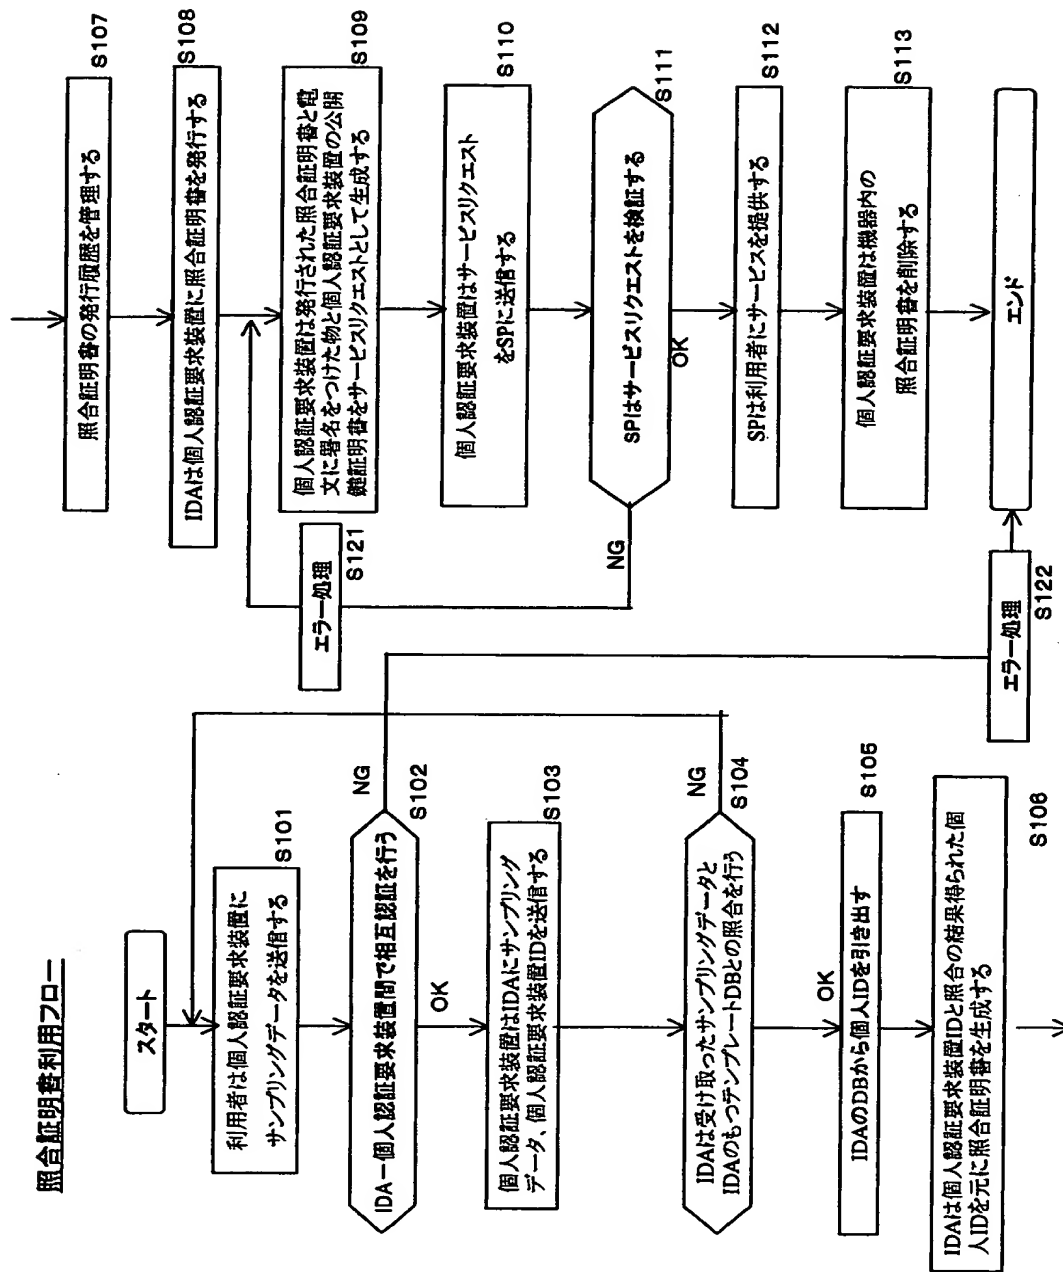 照合証明書利用フロー
スタート
利用者は個人認証要求装置に
サンプリングデータを送信する
S101
IDA－個人認証要求装置間で相互認証を行う
NG
S102
OK
個人認証要求装置はIDAにサンプリング
データ、個人認証要求装置IDを送信する
S103
IDAは受け取ったサンプリングデータと
IDAのもつテンプレートDBとの照合を行う
NG
S104
OK
IDAのDBから個人IDを引き出す
S105
IDAは個人認証要求装置IDと照合の結果得られた個
人IDを元に照合証明書を生成する
S106
照合証明書の発行履歴を管理する
S107
IDAは個人認証要求装置に照合証明書を発行する
S108
個人認証要求装置は発行された照合証明書と電
文に署名をつけた物と個人認証要求装置の公開
鍵証明書をサービスリクエストとして生成する
S109
個人認証要求装置はサービスリクエスト
をSPに送信する
S110
SPはサービスリクエストを検証する
S111
NG
OK
エラー処理
S121
SPは利用者にサービスを提供する
S112
個人認証要求装置は機器内の
照合証明書を削除する
S113
エラー処理
S122
エンド